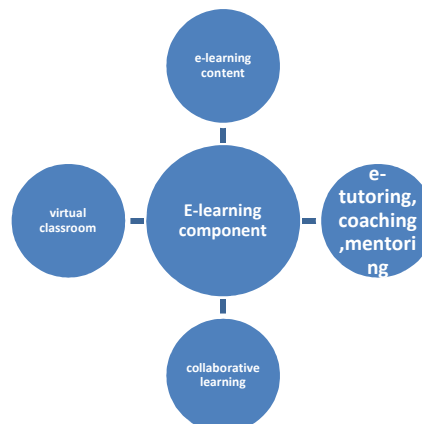 e-learning
content
virtual
classroom
E-learning
component
e-
tutoring,
coaching
,mentori
ng
collaborative
learning